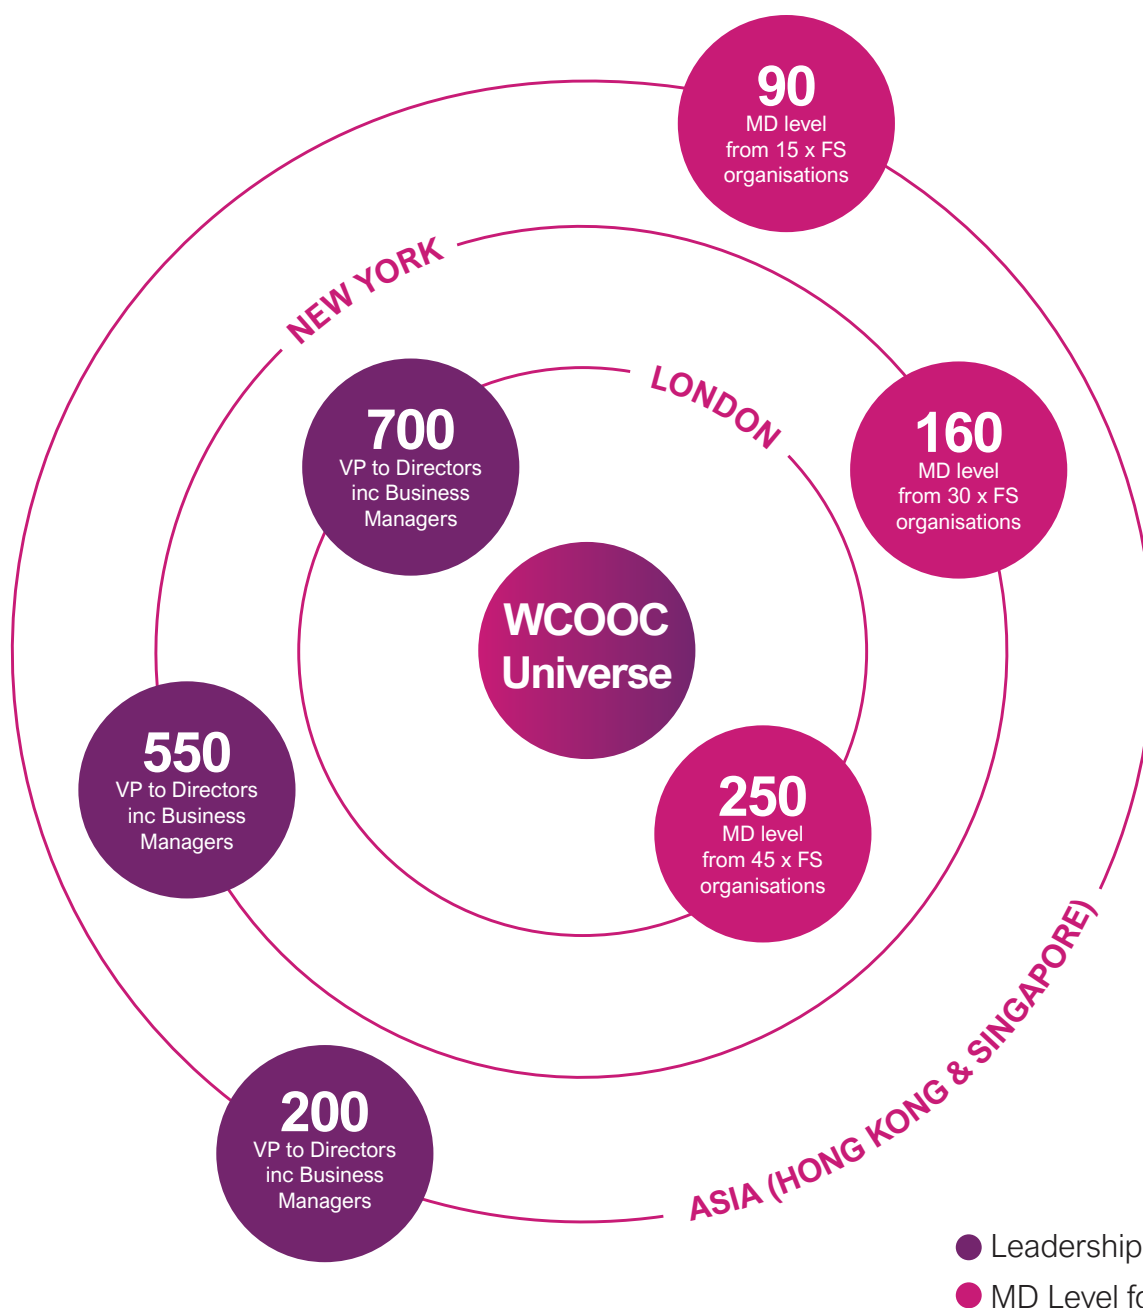 90
MD level
from 15 x FS
organisations
NEW YORK
LONDON
700
VP to Directors
inc Business
Managers
160
MD level
from 30 x FS
organisations
WCOOC
Universe
550
VP to Directors
inc Business
Managers
250
MD level
from 45 x FS
organisations
200
VP to Directors
inc Business
Managers
ASIA (HONG KONG & SINGAPORE)
Leadership
MD Level